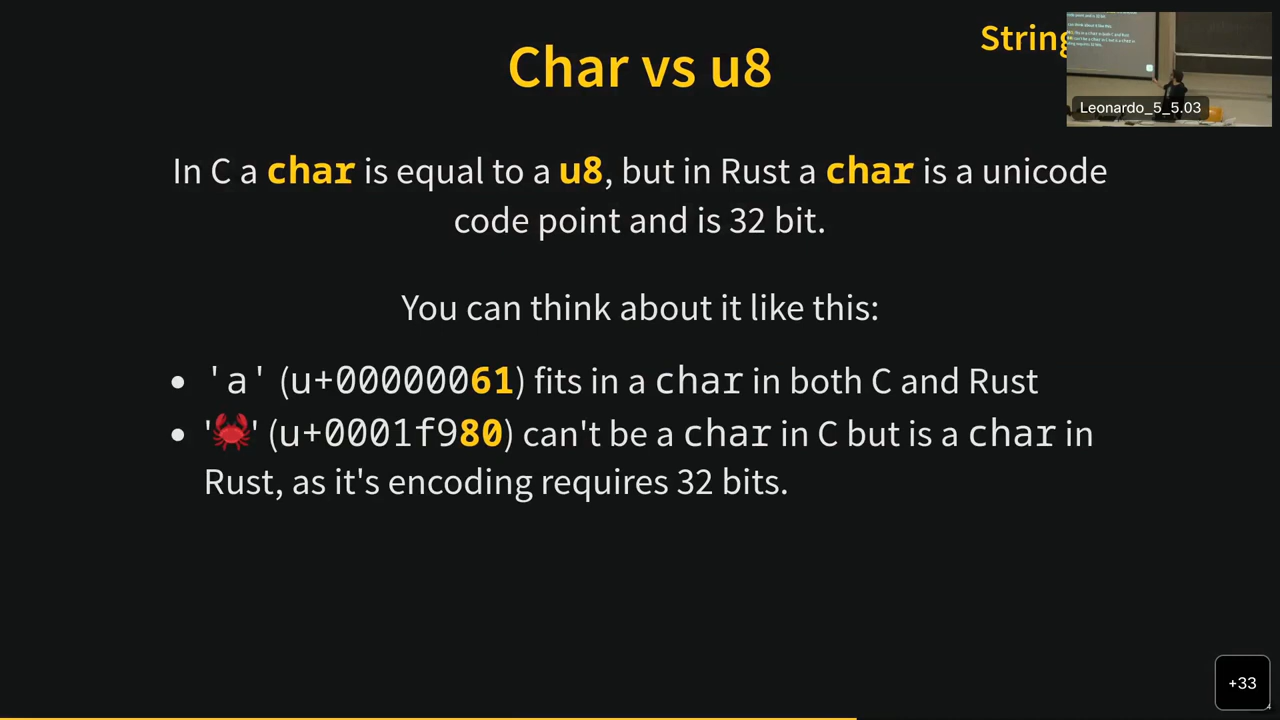 String
Char vs u8
Leonardo_5_5.03
In C a char is equal to a u8, but in Rust a char is a unicode
code point and is 32 bit.
You can think about it like this:
• 'a' (u+00000061) fits in a char in both C and Rust
• '🦀' (u+0001f980) can't be a char in C but is a char in
Rust, as it's encoding requires 32 bits.
+33